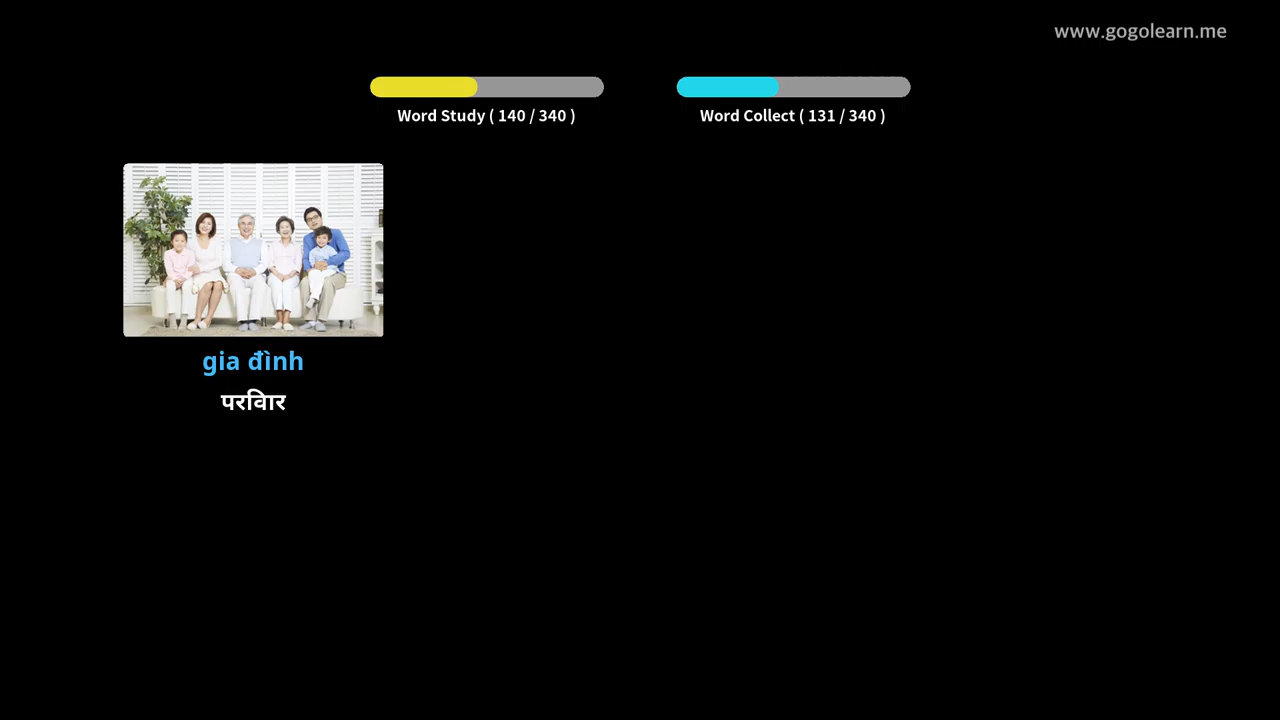 www.gogolearn.me
Word Study ( 140 / 340 )
Word Collect ( 131 / 340 )
gia đình
परिवार